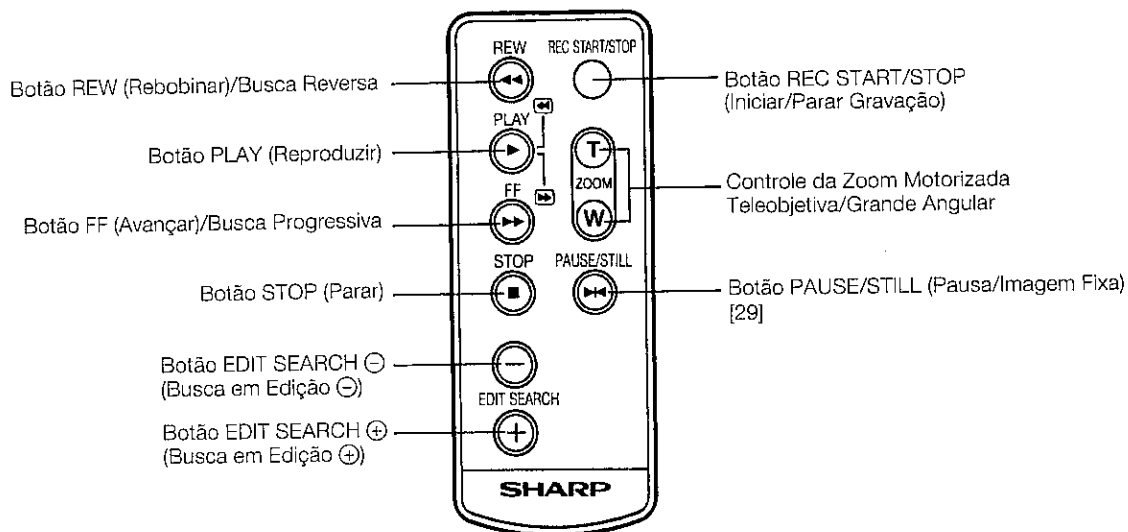 Botão REW (Rebobinar)/Busca Reversa
Botão PLAY (Reproduzir)
Botão FF (Avançar)/Busca Progressiva
Botão STOP (Parar)
Botão EDIT SEARCH ⊖
(Busca em Edição ⊖)
Botão EDIT SEARCH ⊕
(Busca em Edição ⊕)
REW
REC START/STOP
PLAY
T
ZOOM
FF
W
STOP
PAUSE/STILL
EDIT SEARCH
SHARP
Botão REC START/STOP
(Iniciar/Parar Gravação)
Controle da Zoom Motorizada
Teleobjetiva/Grande Angular
Botão PAUSE/STILL (Pausa/Imagem Fixa)
[29]